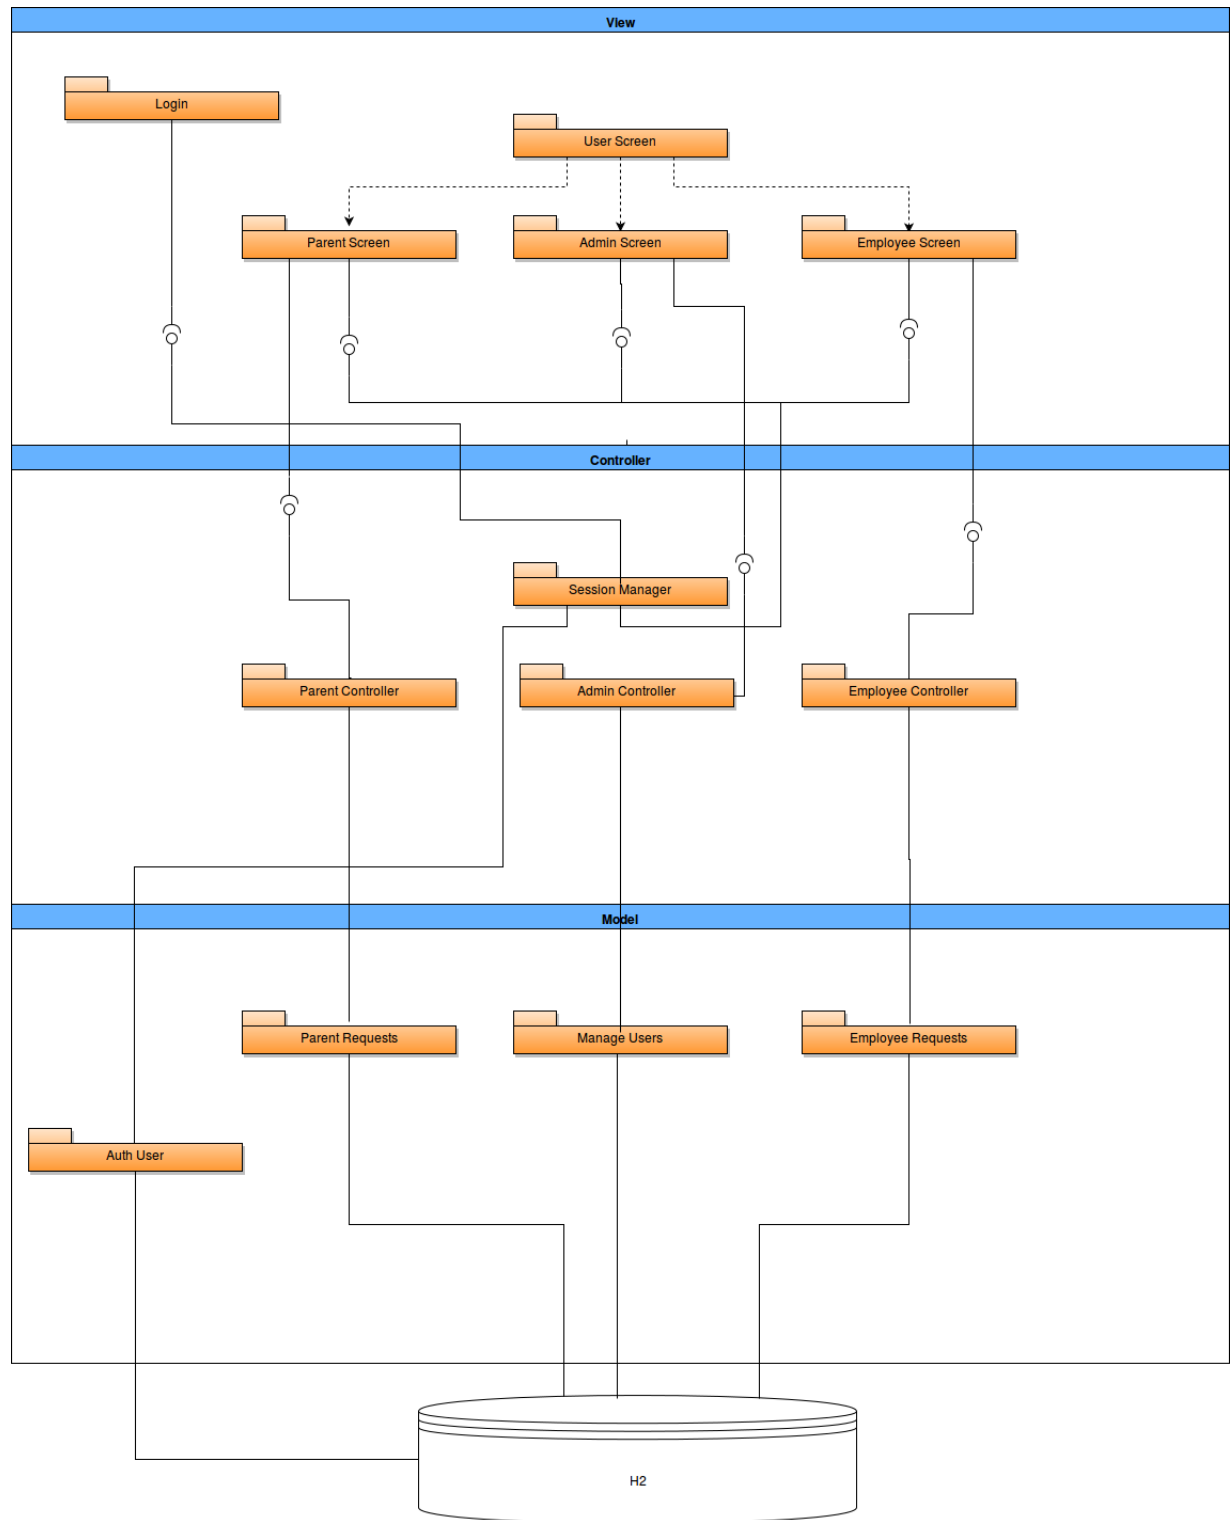 View
Login
User Screen
Parent Screen
Admin Screen
Employee Screen
Controller
Session Manager
Parent Controller
Admin Controller
Employee Controller
Model
Parent Requests
Manage Users
Employee Requests
Auth User
H2